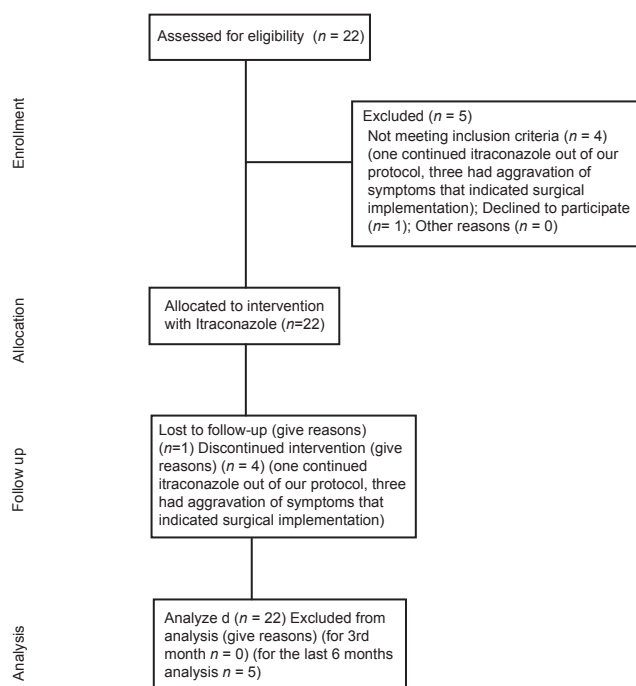 Assessed for eligibility (n = 22)
Enrollment
Excluded (n = 5)
Not meeting inclusion criteria (n = 4)
(one continued itraconazole out of our
protocol, three had aggravation of
symptoms that indicated surgical
implementation); Declined to participate
(n= 1); Other reasons (n = 0)
Allocation
Allocated to intervention
with Itraconazole (n=22)
Follow up
Lost to follow-up (give reasons)
(n=1) Discontinued intervention (give
reasons) (n = 4) (one continued
itraconazole out of our protocol, three
had aggravation of symptoms that
indicated surgical implementation)
Analysis
Analyze d (n = 22) Excluded from
analysis (give reasons) (for 3rd
month n = 0) (for the last 6 months
analysis n = 5)